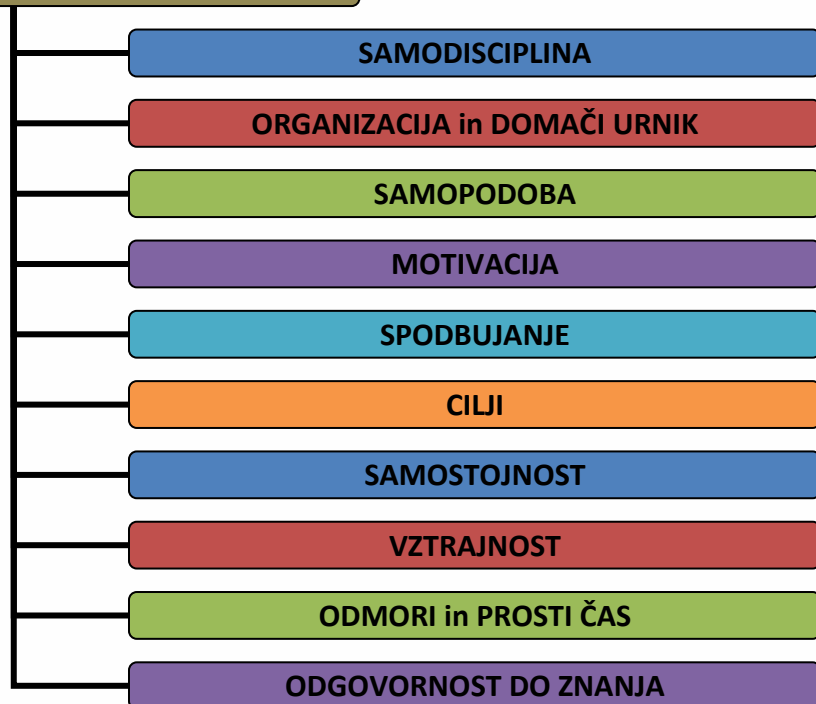 SAMODISCIPLINA
ORGANIZACIJA in DOMAČI URNIK
SAMOPODOBA
MOTIVACIJA
SPODBUJANJE
CILJI
SAMOSTOJNOST
VZTRAJNOST
ODMORI in PROSTI ČAS
ODGOVORNOST DO ZNANJA